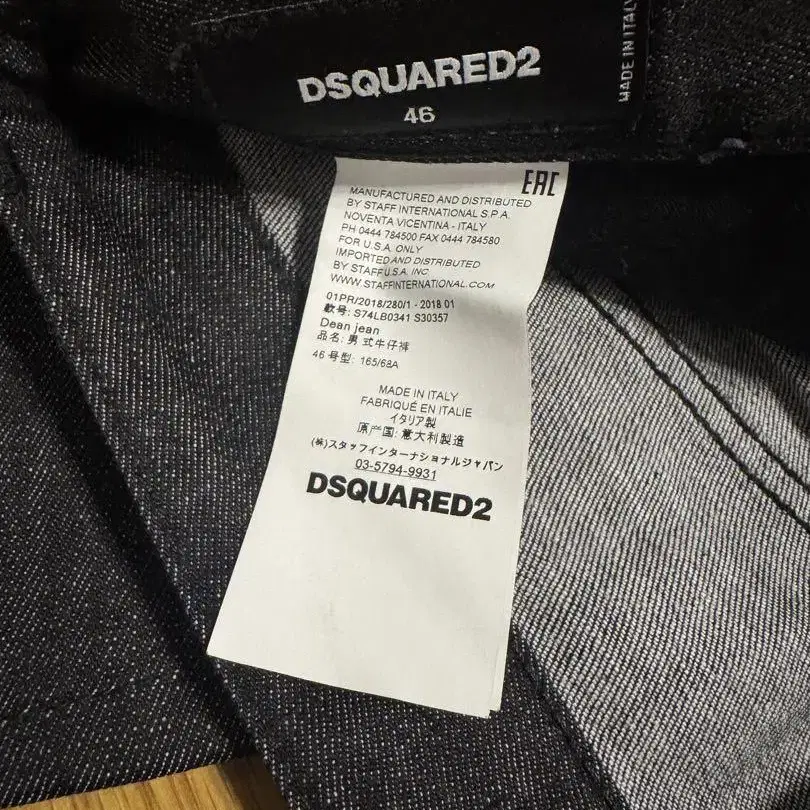 DSQUARED2
46
MADE IN ITALY
EAC
MANUFACTURED AND DISTRIBUTED
BY STAFF INTERNATIONAL S.P.A.
NOVENTA VICENTINA - ITALY
PH 0444 784500 FAX 0444 784580
FOR U.S.A. ONLY
IMPORTED AND DISTRIBUTED
BY STAFF U.S.A. INC
WWW.STAFFINTERNATIONAL.COM
01PR/2018/280/1 - 2018 01
款号: S74LB0341 S30357
Dean jean
品名: 男 式牛仔裤
46 号型: 165/68A
MADE IN ITALY
FABRIQUÉ EN ITALIE
イタリア製
原产国: 意大利製造
(株)スタッフインターナショナルジャパン
03-5794-9931
DSQUARED2